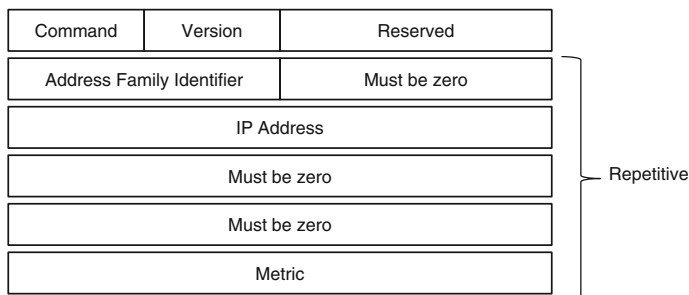 Command Version Reserved
Address Family Identifier Must be zero
IP Address
Must be zero
Repetitive
Must be zero
Metric